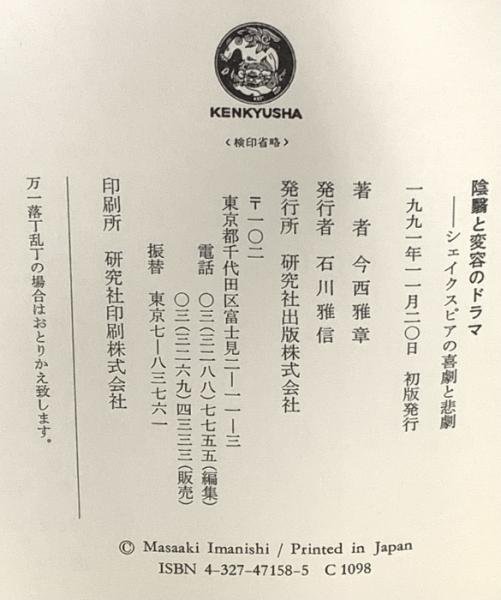 KENKYUSHA
〈検印省略〉
陰翳と変容のドラマ
――シェイクスピアの喜劇と悲劇
一九九一年一一月二〇日 初版発行
著者 今西雅章
発行者 石川雅信
発行所 研究社出版株式会社
〒一〇二
東京都千代田区富士見二―一一―三
電話 〇三(三二八八)七七五五(編集)
〇三(三二六九)四三三三(販売)
振替 東京七―八三七六一
印刷所 研究社印刷株式会社
万一落丁乱丁の場合はおとりかえ致します。
© Masaaki Imanishi / Printed in Japan
ISBN 4-327-47158-5 C 1098